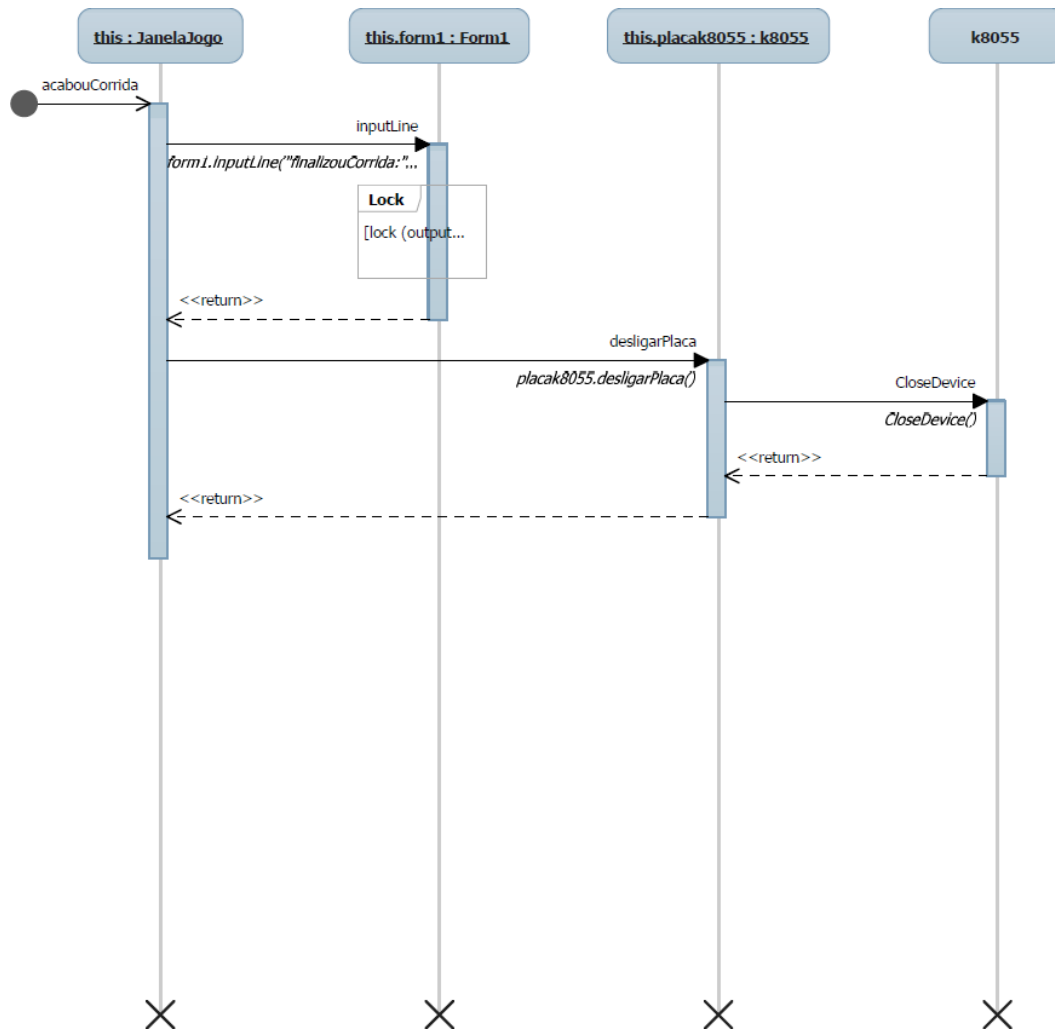 this : JanelaJogo
this.form1 : Form1
this.placak8055 : k8055
k8055
acabouCorrida
inputLine
form1.inputLine("finalizouCorrida:"...
Lock
[lock (output...
<<return>>
desligarPlaca
placak8055.desligarPlaca()
CloseDevice
CloseDevice()
<<return>>
<<return>>